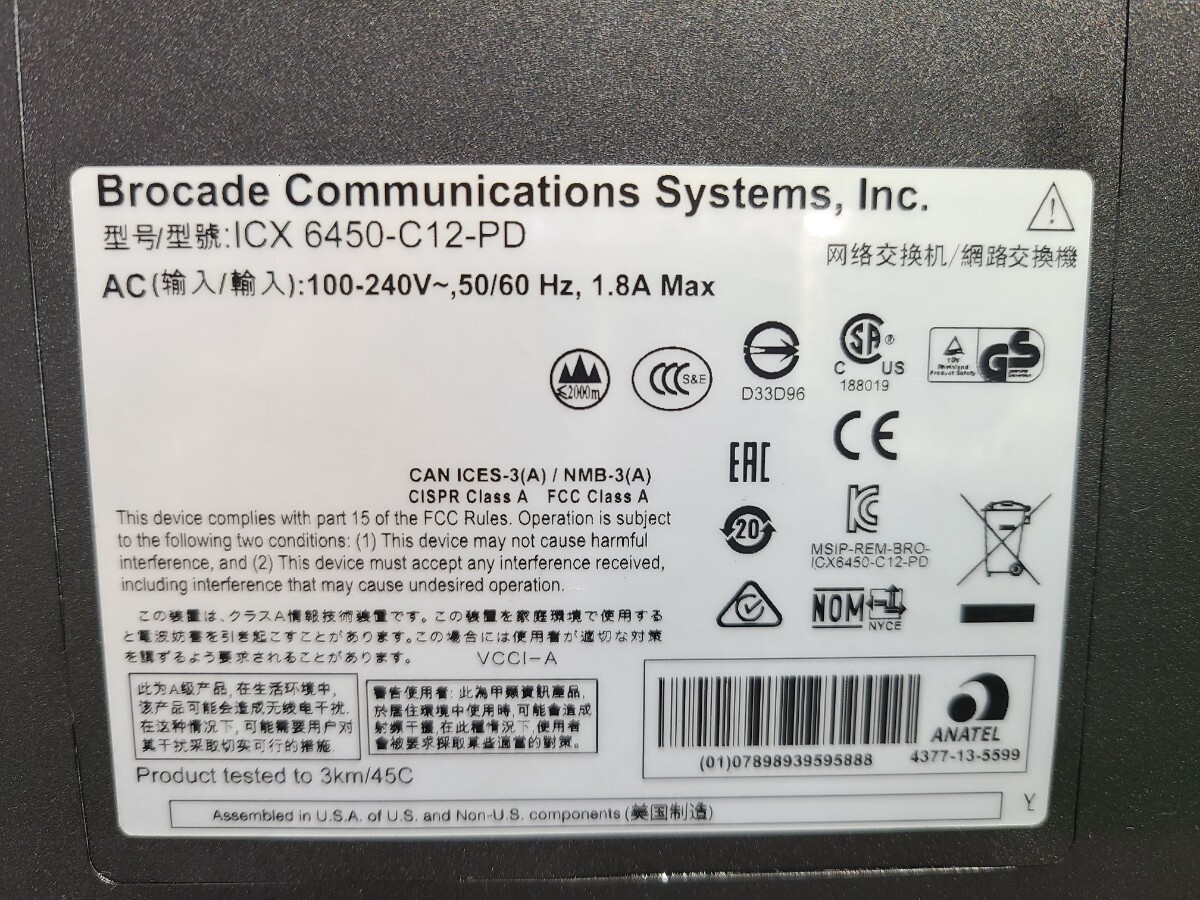 Brocade Communications Systems, Inc.
型号/型號:ICX 6450-C12-PD
网络交换机/網路交換機
AC(输入/輸入):100-240V~,50/60 Hz, 1.8A Max
≤2000m
S&E
D33D96
SA
C US
188019
TÜV
Rheinland
Product Safety
GS
CE
EAC
CAN ICES-3(A) / NMB-3(A)
CISPR Class A FCC Class A
This device complies with part 15 of the FCC Rules. Operation is subject
to the following two conditions: (1) This device may not cause harmful
interference, and (2) This device must accept any interference received,
including interference that may cause undesired operation.
20
MSIP-REM-BRO-
ICX6450-C12-PD
NOM
NYCE
この装置は、クラスA情報技術装置です。この装置を家庭環境で使用する
と電波妨害を引き起こすことがあります。この場合には使用者が適切な対策
を講ずるよう要求されることがあります。 VCCI-A
此为A级产品, 在生活环境中,
该产品可能会造成无线电干扰.
在这种情况下, 可能需要用户对
其干扰采取切实可行的措施.
警告使用者: 此為甲類資訊產品,
於居住環境中使用時, 可能會造成
射頻干擾, 在此種情況下, 使用者
會被要求採取某些適當的對策。
(01)07898939595888
ANATEL
4377-13-5599
Product tested to 3km/45C
Assembled in U.S.A. of U.S. and Non-U.S. components (美国制造)
Y